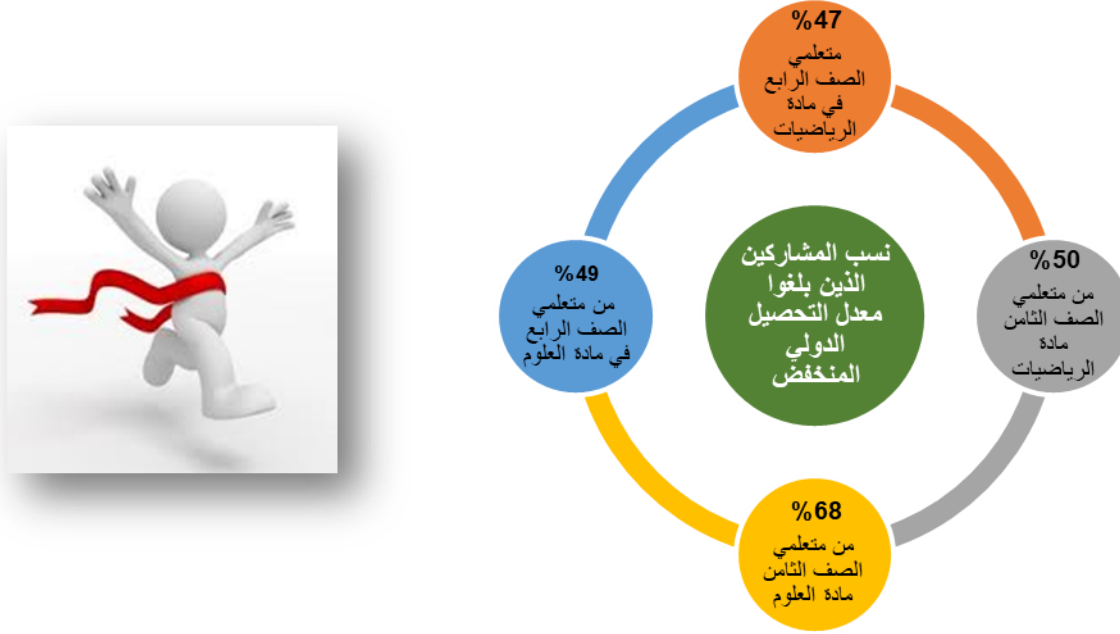 %47
متعلمي
الصف الرابع
في مادة
الرياضيات
نسب المشاركين
الذين بلغوا
معدل التحصيل
الدولي
المنخفض
%50
من متعلمي
الصف الثامن
مادة
الرياضيات
%49
من متعلمي
الصف الرابع
في مادة العلوم
%68
من متعلمي
الصف الثامن
مادة العلوم